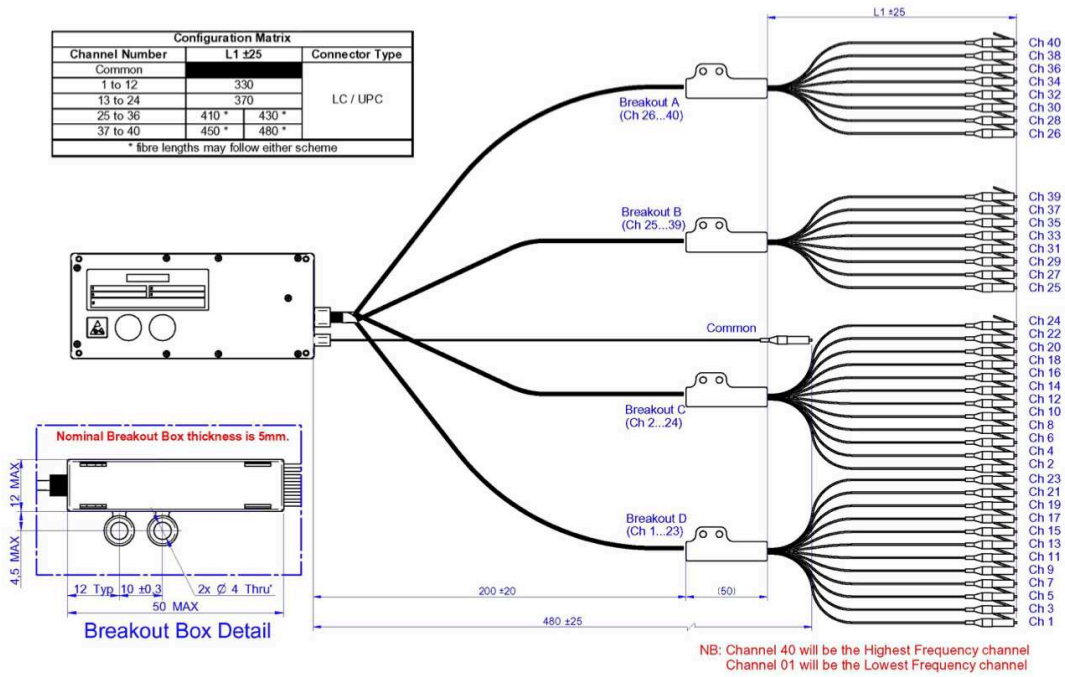 Configuration Matrix
Channel Number L1 ±25 Connector Type
Common
1 to 12 330
13 to 24 370
LC / UPC
25 to 36 410 * 430 *
37 to 40 450 * 480 *
* fibre lengths may follow either scheme
L1 ±25
Breakout A
(Ch 26...40)
Ch 40
Ch 38
Ch 36
Ch 34
Ch 32
Ch 30
Ch 28
Ch 26
Breakout B
(Ch 25...39)
Ch 39
Ch 37
Ch 35
Ch 33
Ch 31
Ch 29
Ch 27
Ch 25
Common
Breakout C
(Ch 2...24)
Ch 24
Ch 22
Ch 20
Ch 18
Ch 16
Ch 14
Ch 12
Ch 10
Ch 8
Ch 6
Ch 4
Ch 2
Breakout D
(Ch 1...23)
Ch 23
Ch 21
Ch 19
Ch 17
Ch 15
Ch 13
Ch 11
Ch 9
Ch 7
Ch 5
Ch 3
Ch 1
Nominal Breakout Box thickness is 5mm.
12 MAX
4,5 MAX
12 Typ
10 ±0,3
2x Ø 4 Thru'
50 MAX
Breakout Box Detail
200 ±20
(50)
480 ±25
NB: Channel 40 will be the Highest Frequency channel
Channel 01 will be the Lowest Frequency channel